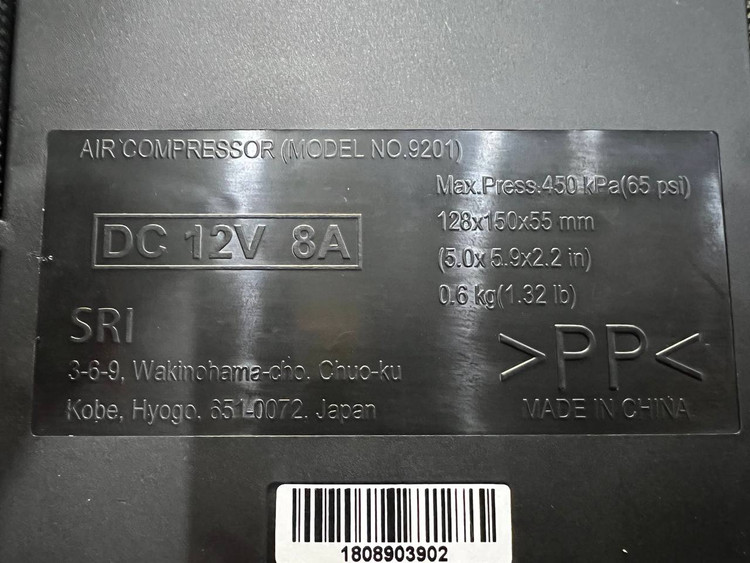 AIR COMPRESSOR (MODEL NO.9201)
Max.Press.450 kPa(65 psi)
DC 12V 8A
128x150x55 mm
(5.0x 5.9x2.2 in)
0.6 kg(1.32 lb)
SRI
3-6-9, Wakinohama-cho. Chuo-ku
Kobe, Hyogo. 651-0072. Japan
>PP<
MADE IN CHINA
1808903902